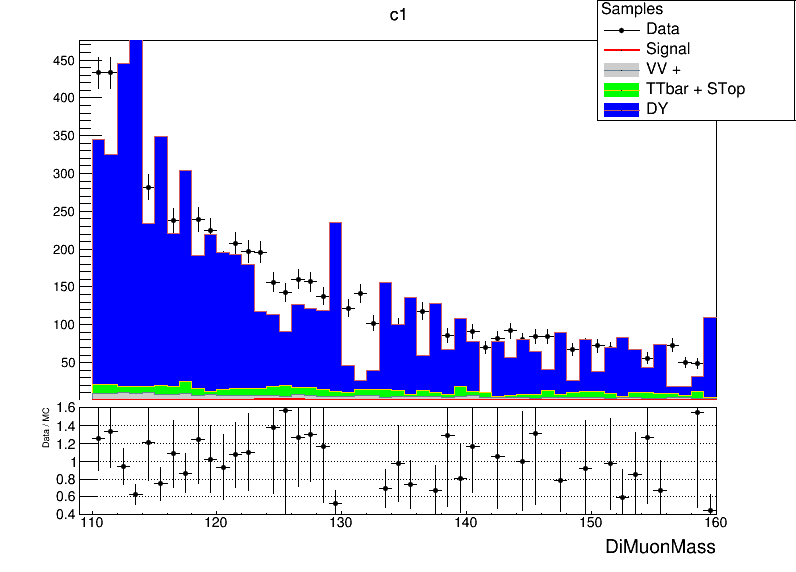 c1
Samples
Data
Signal
VV +
TTbar + STop
DY
450
400
350
300
250
200
150
100
50
Data / MC
1.6
1.4
1.2
1
0.8
0.6
0.4
110 120 130 140 150 160
DiMuonMass